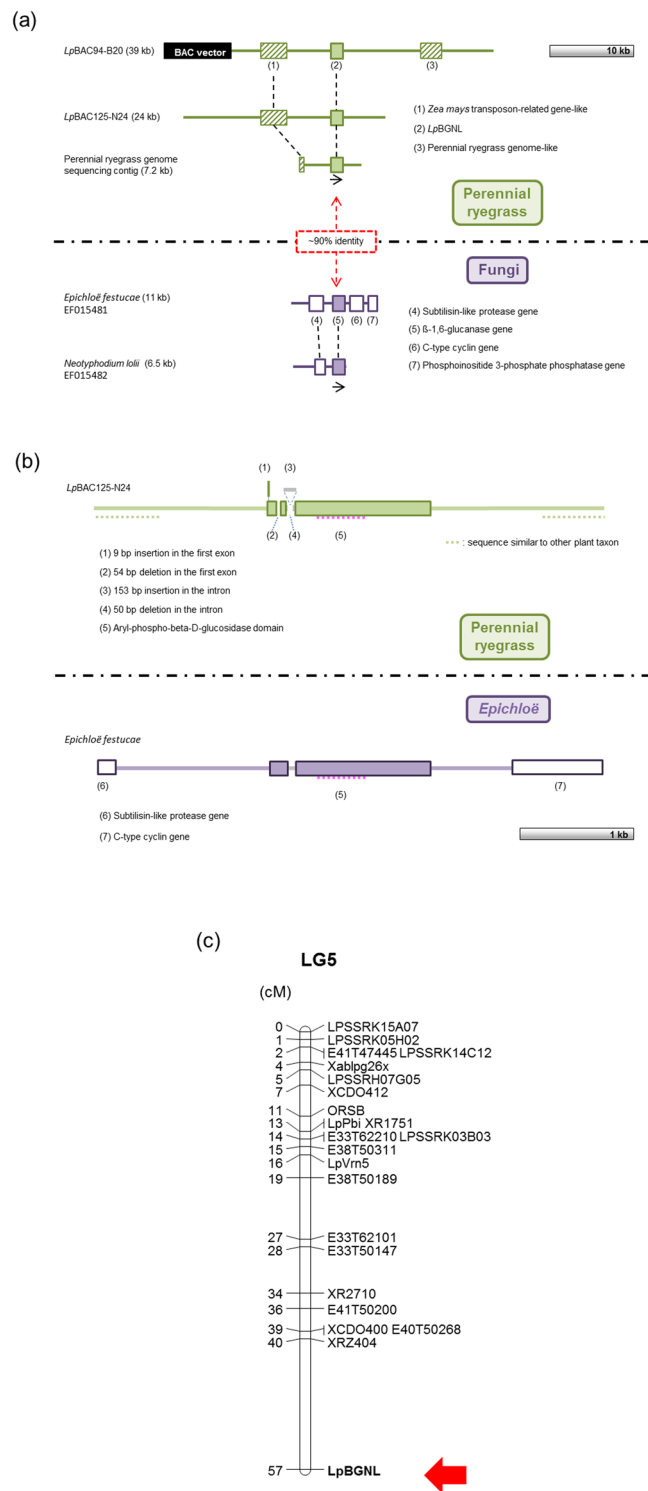 (a)
LpBAC94-B20 (39 kb)
BAC vector
10 kb
(1)
(2)
(3)
LpBAC125-N24 (24 kb)
(1) Zea mays transposon-related gene-like
(2) LpBGNL
(3) Perennial ryegrass genome-like
Perennial ryegrass genome
sequencing contig (7.2 kb)
Perennial
ryegrass
~90% identity
Fungi
Epichloë festucae (11 kb)
EF015481
(4)
(5)
(6)
(7)
(4) Subtilisin-like protease gene
(5) ß-1,6-glucanase gene
(6) C-type cyclin gene
(7) Phosphoinositide 3-phosphate phosphatase gene
Neotyphodium lolii (6.5 kb)
EF015482
(b)
LpBAC125-N24
(1)
(3)
(2)
(4)
(5)
: sequence similar to other plant taxon
(1) 9 bp insertion in the first exon
(2) 54 bp deletion in the first exon
(3) 153 bp insertion in the intron
(4) 50 bp deletion in the intron
(5) Aryl-phospho-beta-D-glucosidase domain
Perennial
ryegrass
Epichloë
Epichloë festucae
(6)
(5)
(7)
(6) Subtilisin-like protease gene
(7) C-type cyclin gene
1 kb
(c)
LG5
(cM)
0 LPSSRK15A07
1 LPSSRK05H02
2 E41T47445 LPSSRK14C12
4 Xablpg26x
5 LPSSRH07G05
7 XCDO412
11 ORSB
13 LpPbi XR1751
14 E33T62210 LPSSRK03B03
15 E38T50311
16 LpVrn5
19 E38T50189
27 E33T62101
28 E33T50147
34 XR2710
36 E41T50200
39 XCDO400 E40T50268
40 XRZ404
57 LpBGNL